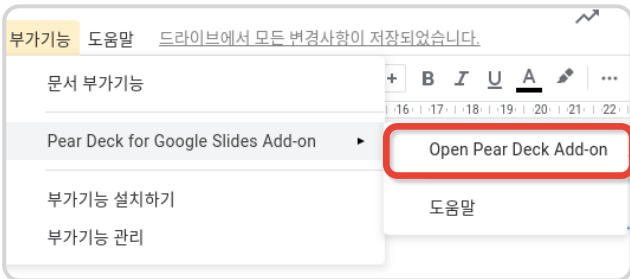 부가기능 도움말 드라이브에서 모든 변경사항이 저장되었습니다.
문서 부가기능
+ B I U A ...
16 17 18 19 20 21 22
Pear Deck for Google Slides Add-on ►
Open Pear Deck Add-on
부가기능 설치하기
도움말
부가기능 관리